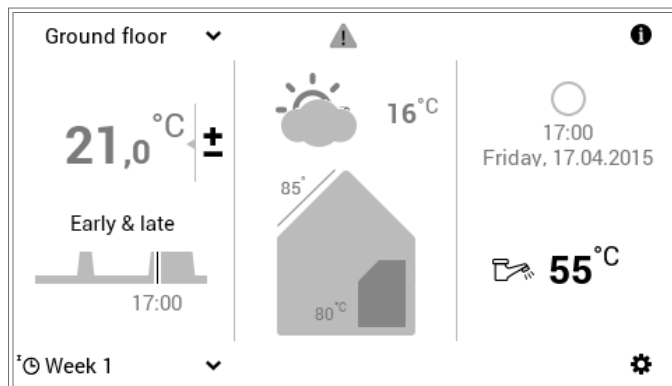 Ground floor
21,0 °C ±
Early & late
17:00
Week 1
16°C
85°
80°C
17:00
Friday, 17.04.2015
55°C